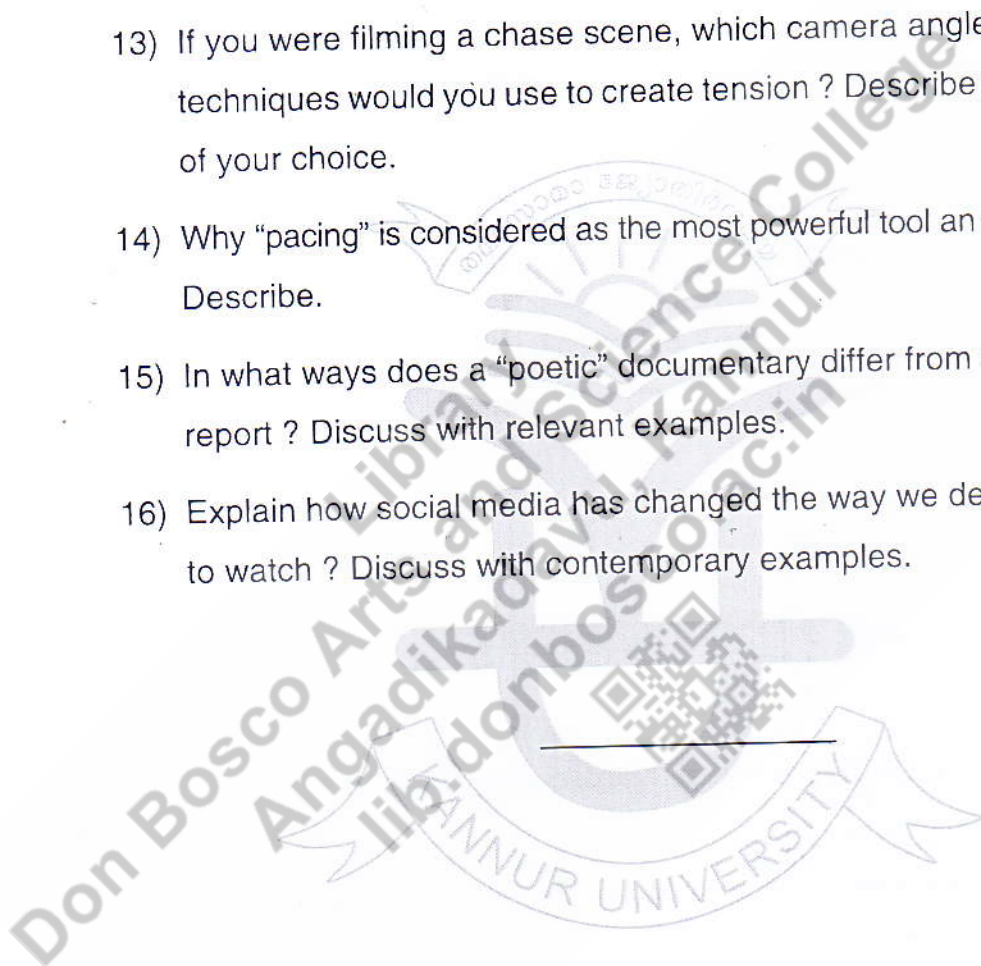 13) If you were filming a chase scene, which camera angle
techniques would you use to create tension ? Describe
of your choice.
14) Why “pacing” is considered as the most powerful tool an
Describe.
15) In what ways does a “poetic” documentary differ from
report ? Discuss with relevant examples.
16) Explain how social media has changed the way we de
to watch ? Discuss with contemporary examples.
Library
Don Bosco Arts and Science College
Angadikadavu, Kannur
lib.donbosco.ac.in
KANNUR UNIVERSITY